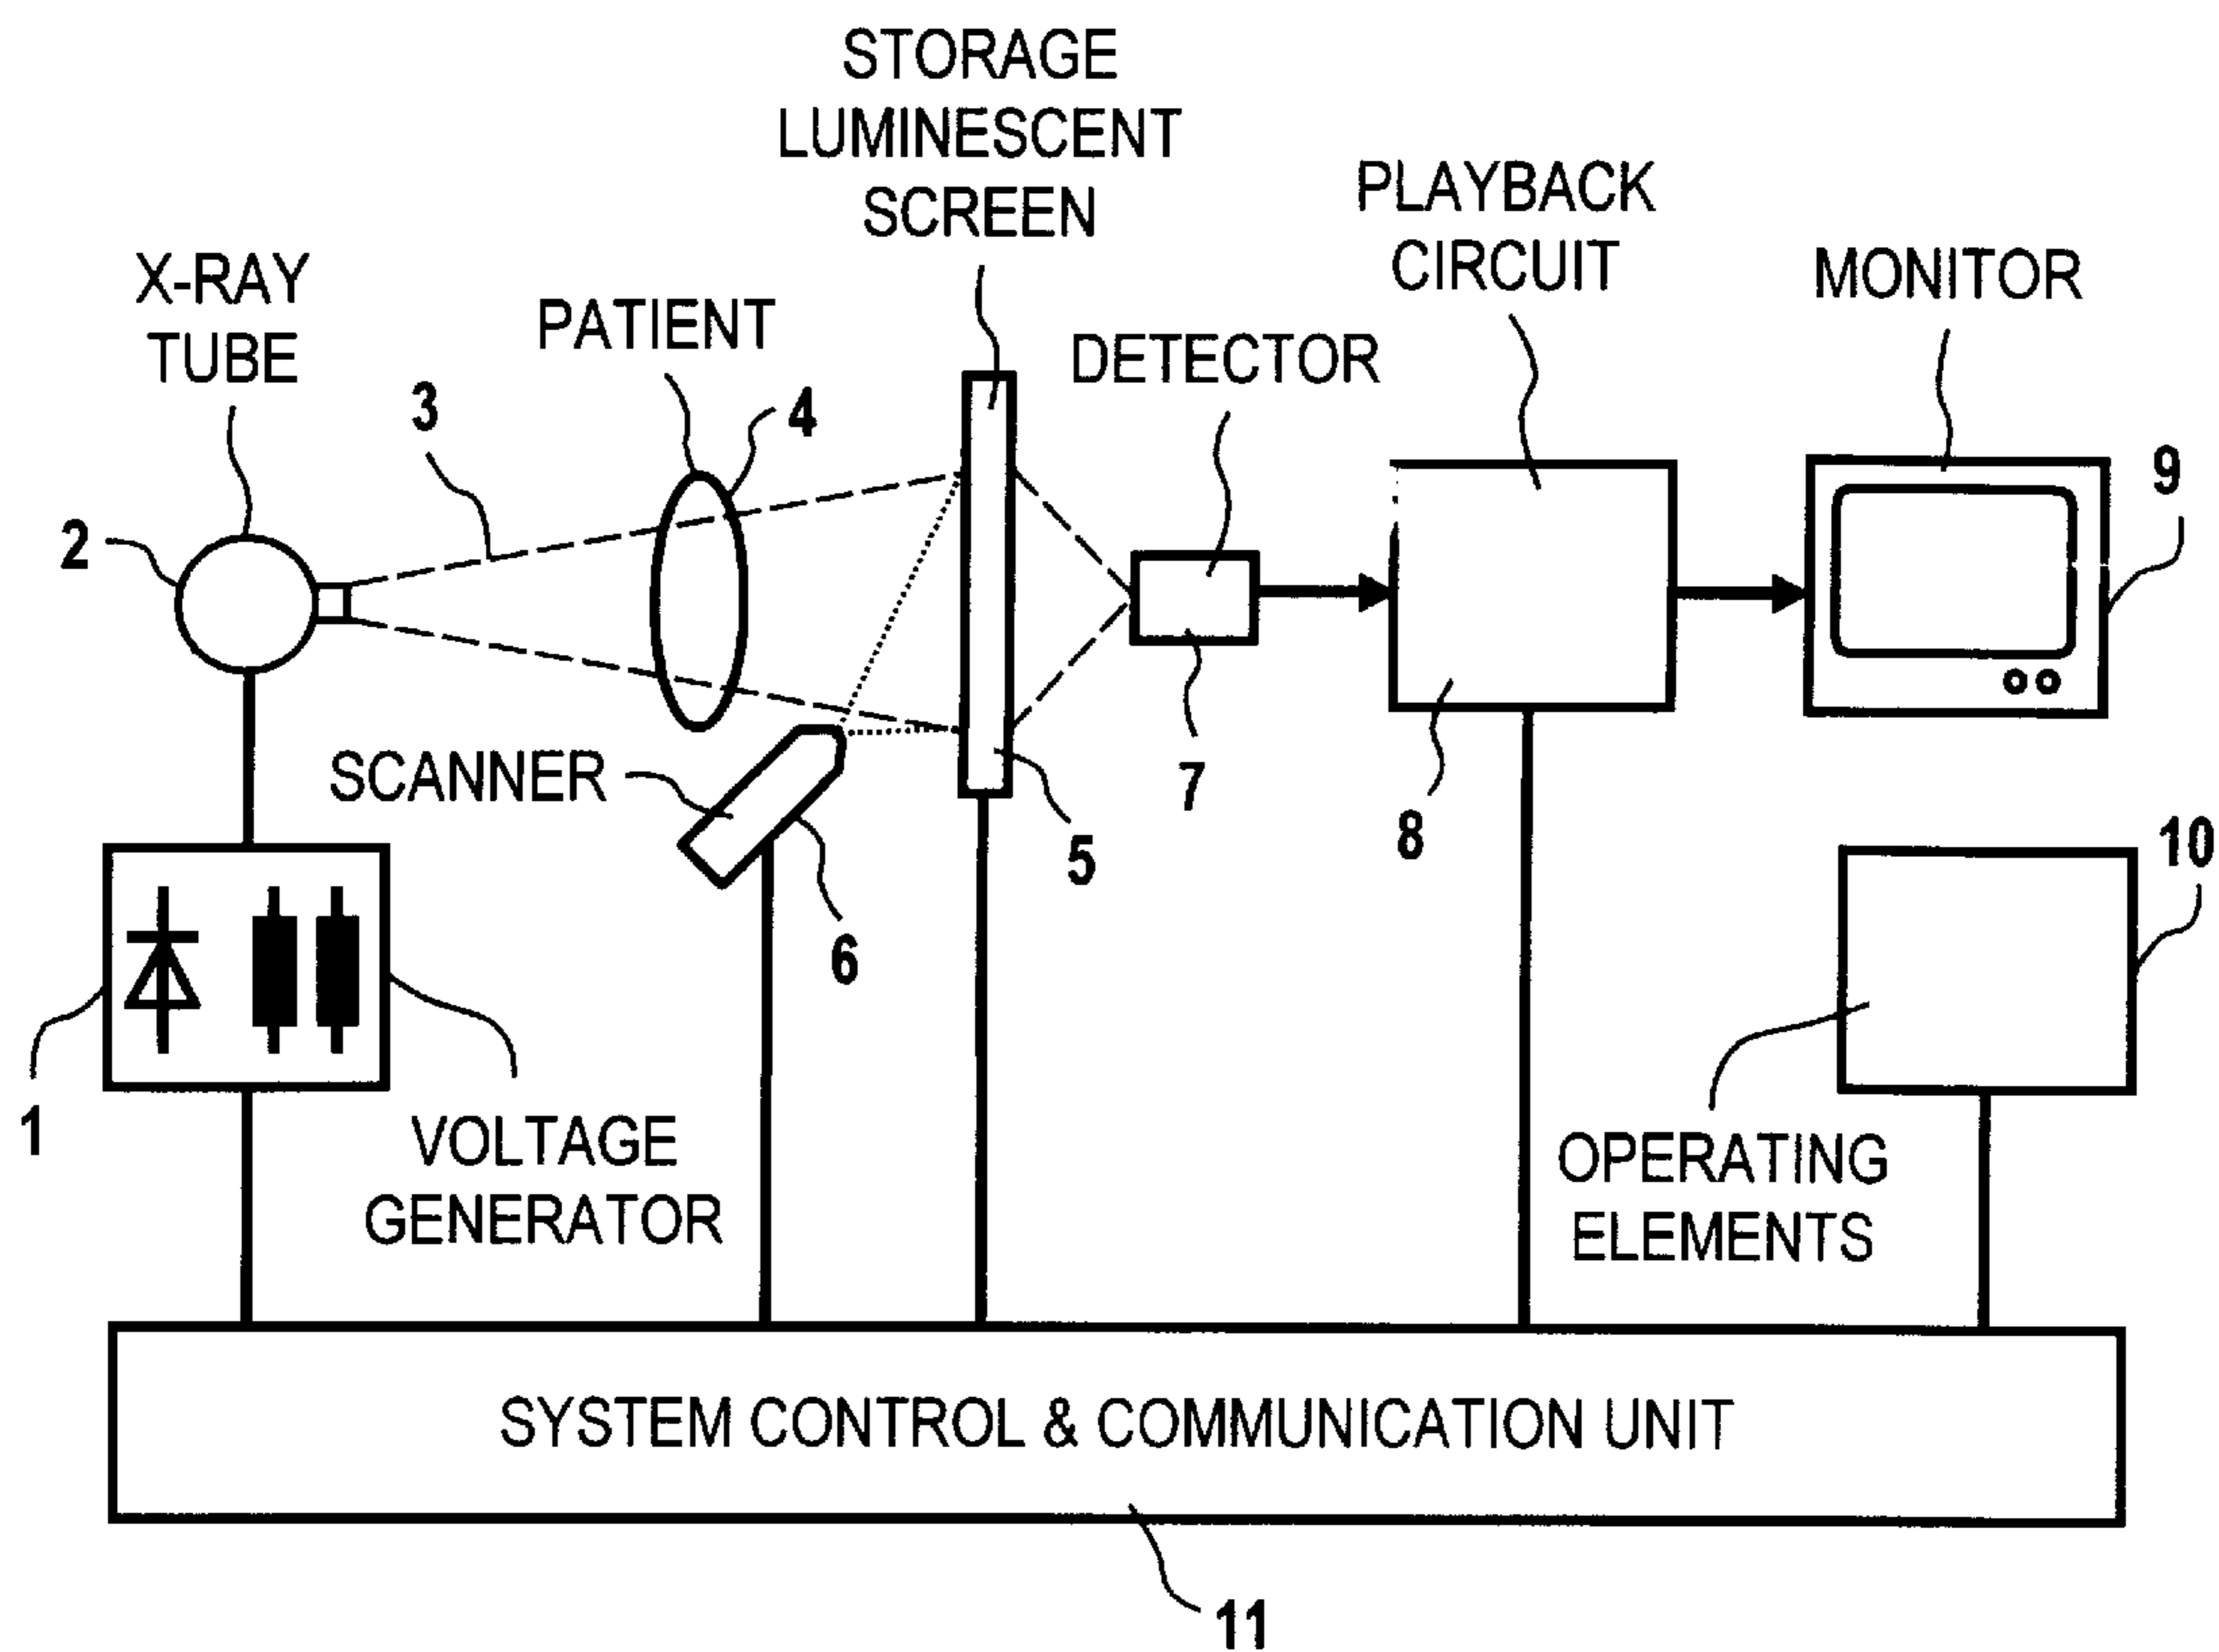 STORAGE
LUMINESCENT
SCREEN
PLAYBACK
CIRCUIT
MONITOR
X-RAY
TUBE
PATIENT
DETECTOR
3
4
2
9
SCANNER
7
5
8
10
6
1
VOLTAGE
GENERATOR
OPERATING
ELEMENTS
SYSTEM CONTROL & COMMUNICATION UNIT
11